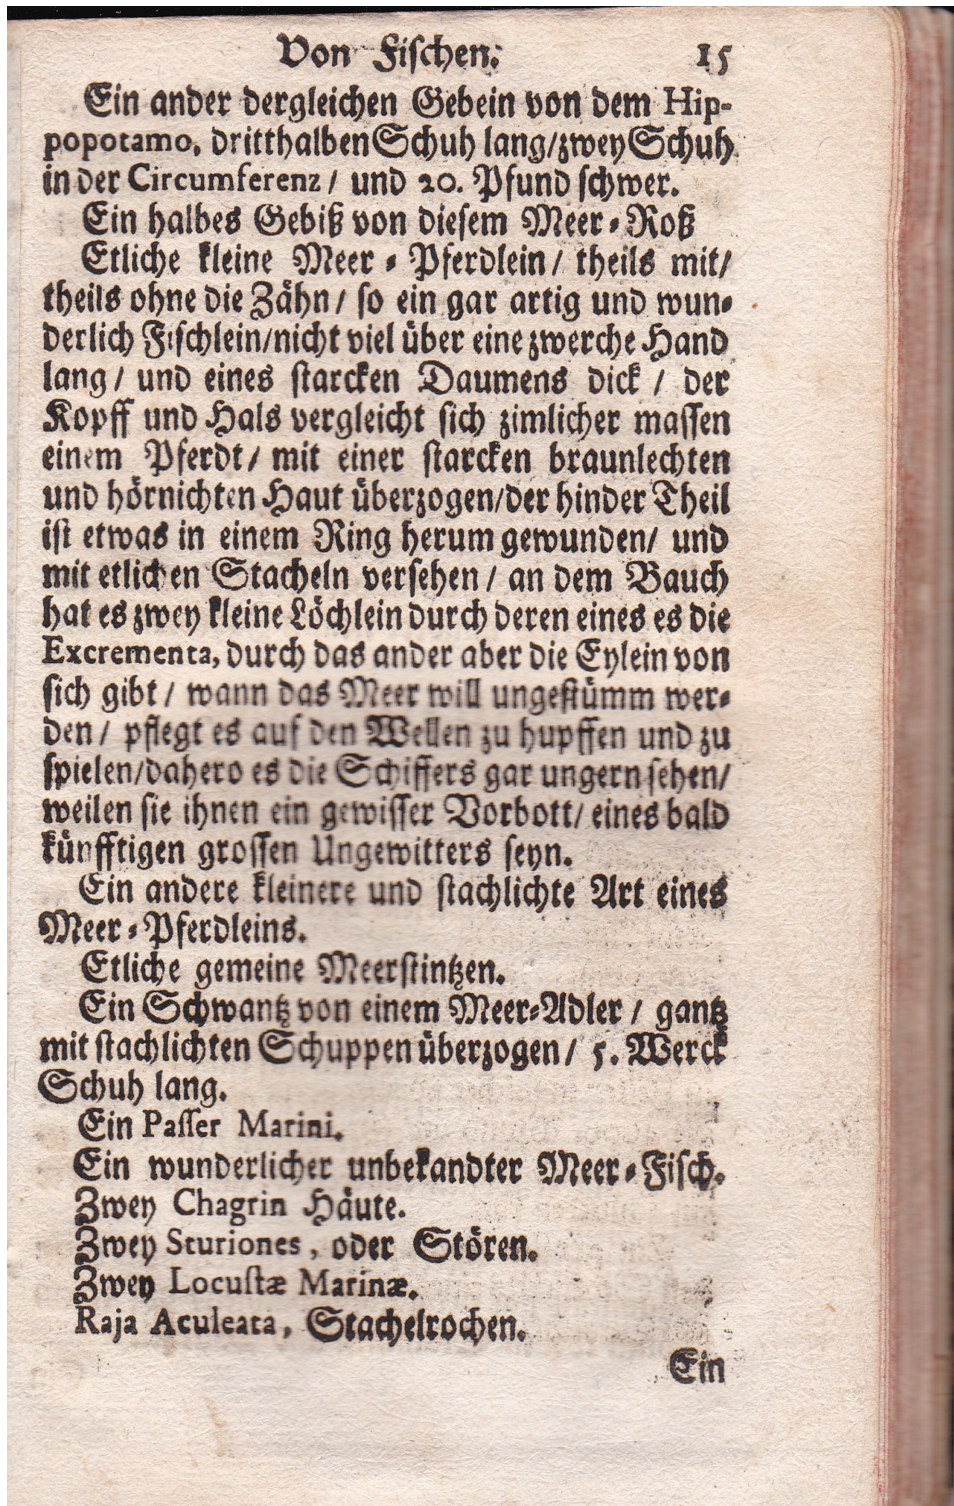 Von Fischen. 15
Ein ander dergleichen Gebein von dem Hip-
popotamo, dritthalben Schuh lang/zwey Schuh
in der Circumferenz / und 20. Pfund schwer.
Ein halbes Gebiß von diesem Meer-Roß
Etliche kleine Meer-Pferdlein / theils mit/
theils ohne die Zähn / so ein gar artig und wun-
derlich Fischlein/nicht viel über eine zwerche Hand
lang / und eines starcken Daumens dick / der
Kopff und Hals vergleicht sich zimlicher massen
einem Pferdt / mit einer starcken braunlechten
und hörnichten Haut überzogen/der hinder Theil
ist etwas in einem Ring herum gewunden/ und
mit etlichen Stacheln versehen / an dem Bauch
hat es zwey kleine Löchlein durch deren eines es die
Excrementa, durch das ander aber die Eylein von
sich gibt / wann das Meer will ungestümm wer-
den / pflegt es auf den Wellen zu hupffen und zu
spielen/dahero es die Schiffers gar ungern sehen/
weilen sie ihnen ein gewisser Vorbott/ eines bald
künfftigen grossen Ungewitters seyn.
Ein andere kleinere und stachlichte Art eines
Meer-Pferdleins.
Etliche gemeine Meerstintzen.
Ein Schwantz von einem Meer-Adler / gantz
mit stachlichten Schuppen überzogen / 5. Werck
Schuh lang.
Ein Passer Marini.
Ein wunderlicher unbekandter Meer-Fisch.
Zwey Chagrin Häute.
Zwey Sturiones, oder Stören.
Zwey Locustæ Marinæ.
Raja Aculeata, Stachelrochen.
Ein